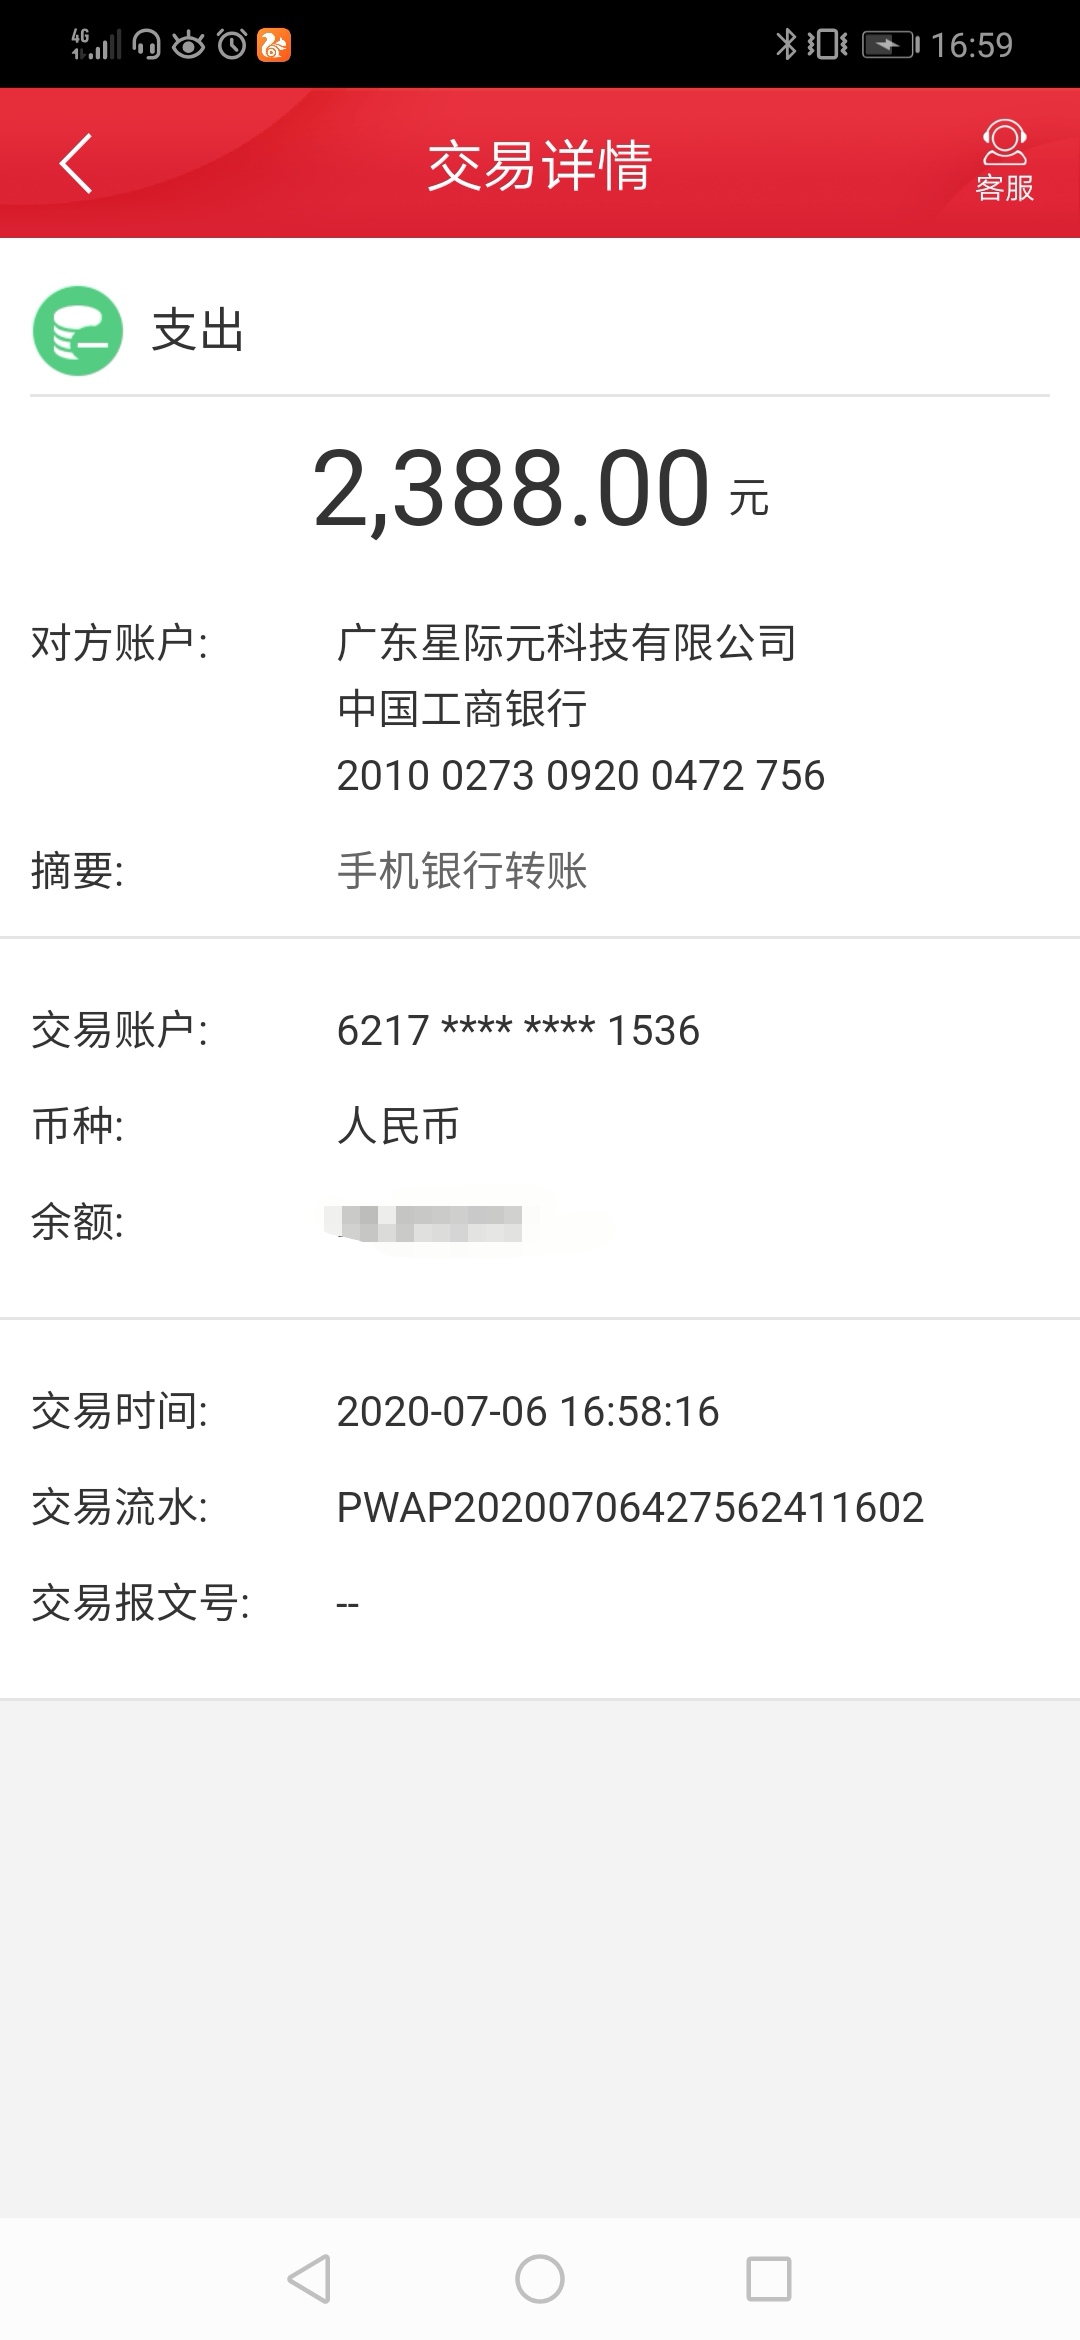 4G
16:59
交易详情
客服
支出
2,388.00 元
对方账户: 广东星际元科技有限公司
中国工商银行
2010 0273 0920 0472 756
摘要: 手机银行转账
交易账户: 6217 **** **** 1536
币种: 人民币
余额:
交易时间: 2020-07-06 16:58:16
交易流水: PWAP20200706427562411602
交易报文号: --